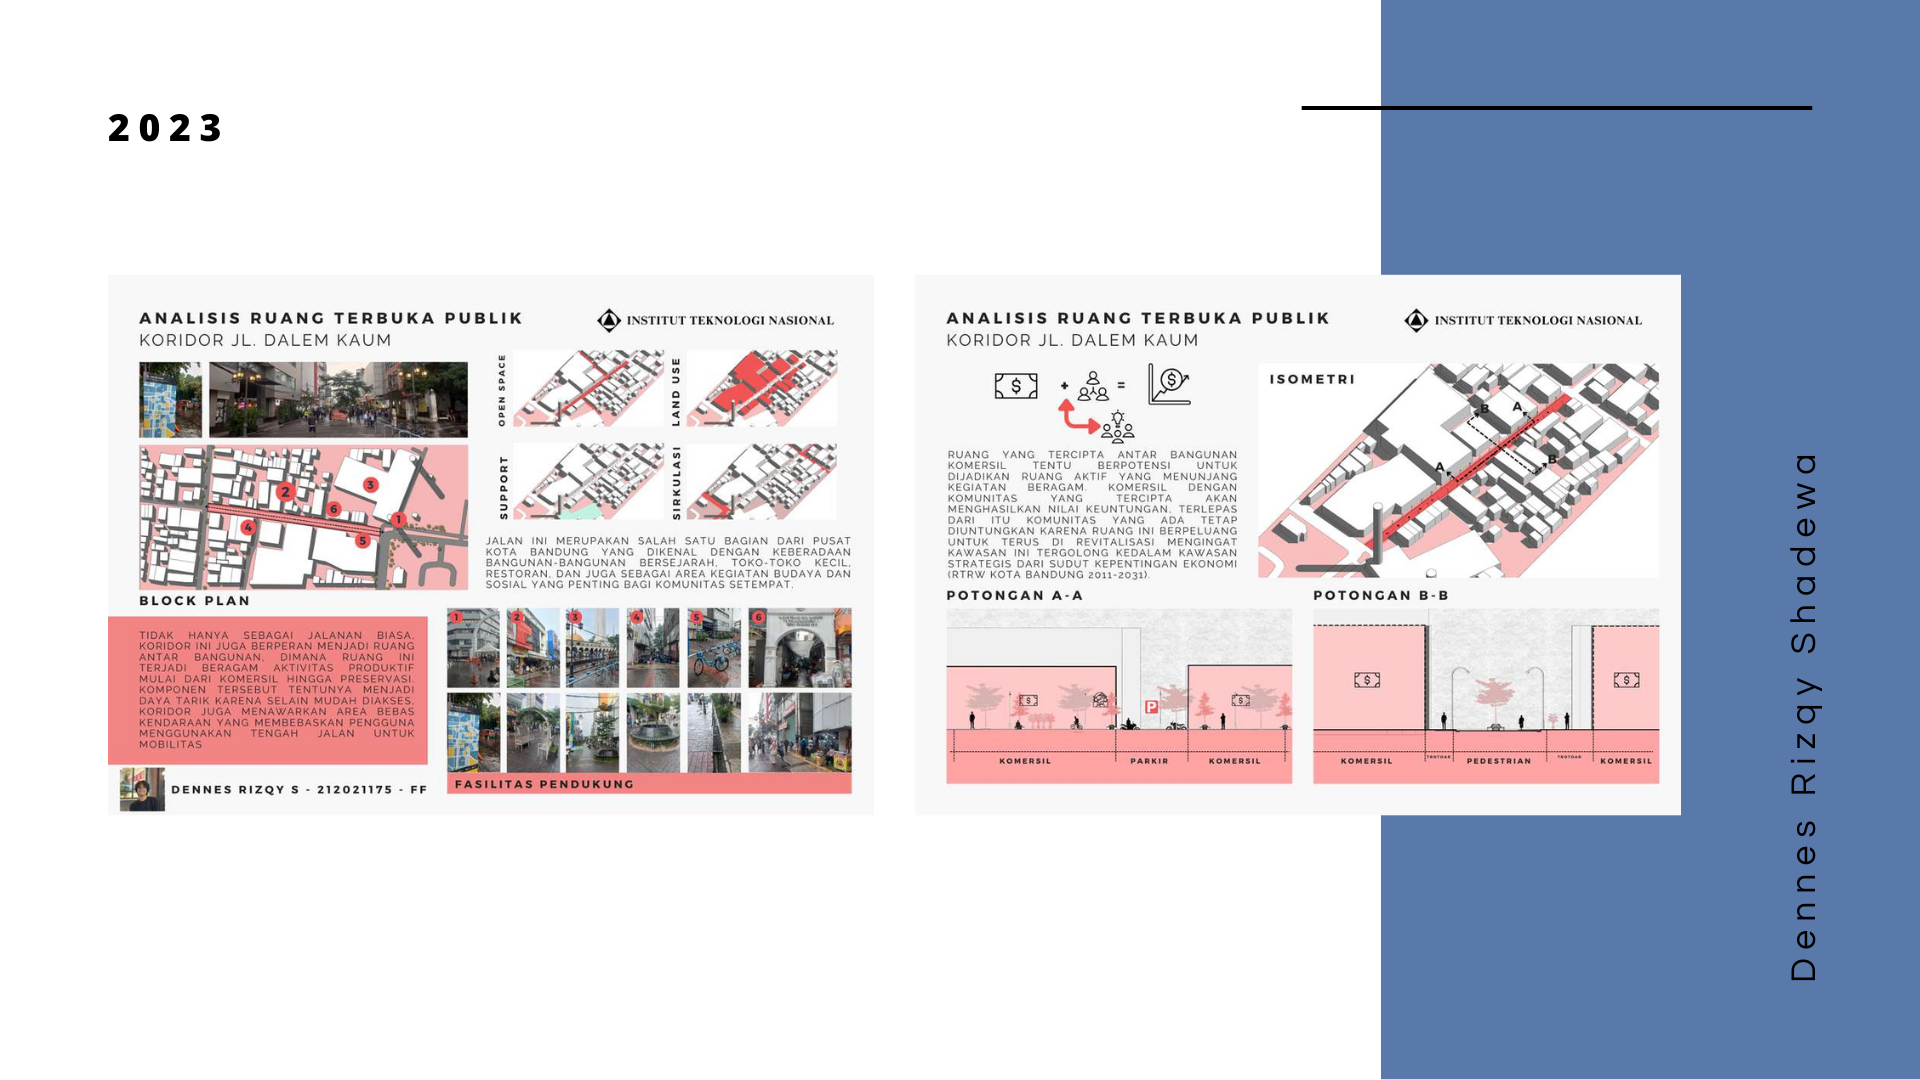 2023
ANALISIS RUANG TERBUKA PUBLIK
KORIDOR JL. DALEM KAUM
INSTITUT TEKNOLOGI NASIONAL
OPEN SPACE
LAND USE
SUPPORT
SIRKULASI
2
3
6
1
4
5
BLOCK PLAN
JALAN INI MERUPAKAN SALAH SATU BAGIAN DARI PUSAT
KOTA BANDUNG YANG DIKENAL DENGAN KEBERADAAN
BANGUNAN-BANGUNAN BERSEJARAH, TOKO-TOKO KECIL,
RESTORAN, DAN JUGA SEBAGAI AREA KEGIATAN BUDAYA DAN
SOSIAL YANG PENTING BAGI KOMUNITAS SETEMPAT.
TIDAK HANYA SEBAGAI JALANAN BIASA,
KORIDOR INI JUGA BERPERAN MENJADI RUANG
ANTAR BANGUNAN, DIMANA RUANG INI
TERJADI BERAGAM AKTIVITAS PRODUKTIF
MULAI DARI KOMERSIL HINGGA PRESERVASI.
KOMPONEN TERSEBUT TENTUNYA MENJADI
DAYA TARIK KARENA SELAIN MUDAH DIAKSES,
KORIDOR JUGA MENAWARKAN AREA BEBAS
KENDARAAN YANG MEMBEBASKAN PENGGUNA
MENGGUNAKAN TENGAH JALAN UNTUK
MOBILITAS
1
2
3
4
5
6
FASILITAS PENDUKUNG
DENNES RIZQY S - 212021175 - FF
ANALISIS RUANG TERBUKA PUBLIK
KORIDOR JL. DALEM KAUM
INSTITUT TEKNOLOGI NASIONAL
$ + = $
RUANG YANG TERCIPTA ANTAR BANGUNAN
KOMERSIL TENTU BERPOTENSI UNTUK
DIJADIKAN RUANG AKTIF YANG MENUNJANG
KEGIATAN BERAGAM. KOMERSIL DENGAN
KOMUNITAS YANG TERCIPTA AKAN
MENGHASILKAN NILAI KEUNTUNGAN. TERLEPAS
DARI ITU KOMUNITAS YANG ADA TETAP
DIUNTUNGKAN KARENA RUANG INI BERPELUANG
UNTUK TERUS DI REVITALISASI MENGINGAT
KAWASAN INI TERGOLONG KEDALAM KAWASAN
STRATEGIS DARI SUDUT KEPENTINGAN EKONOMI
(RTRW KOTA BANDUNG 2011-2031).
ISOMETRI
B
A
A
B
POTONGAN A-A
$
P
$
KOMERSIL
PARKIR
KOMERSIL
POTONGAN B-B
$
$
KOMERSIL
TROTOAR
PEDESTRIAN
TROTOAR
KOMERSIL
Dennes Rizqy Shadewa